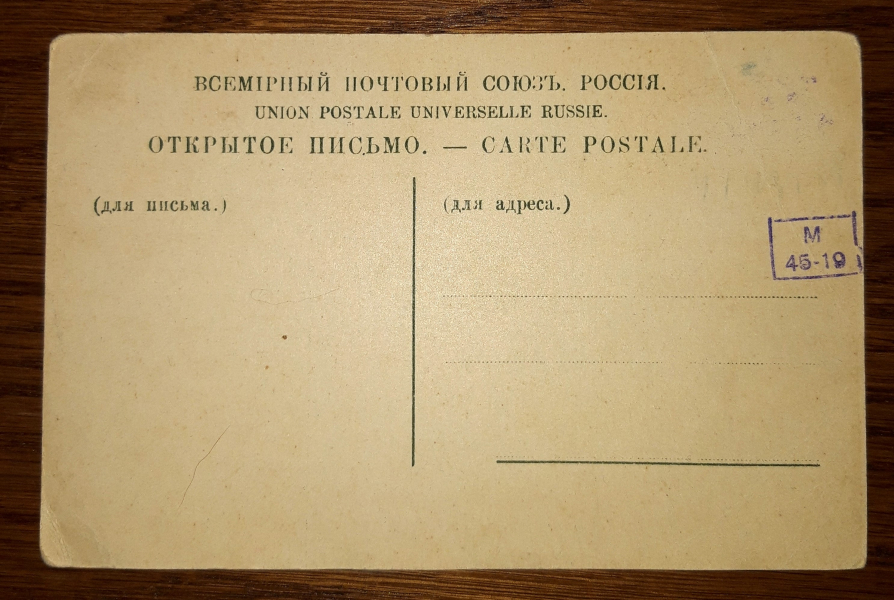 ВСЕМІРНЫЙ ПОЧТОВЫЙ СОЮЗЪ. РОССІЯ.
UNION POSTALE UNIVERSELLE RUSSIE.
ОТКРЫТОЕ ПИСЬМО. — CARTE POSTALE.
(для письма.)
(для адреса.)
М
45-19